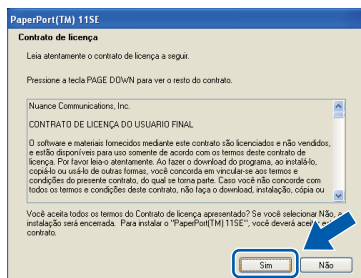 PaperPort(TM) 11SE
Contrato de licença
Leia atentamente o contrato de licença a seguir.
Pressione a tecla PAGE DOWN para ver o resto do contrato.
Nuance Communications, Inc.
CONTRATO DE LICENÇA DO USUARIO FINAL
O software e materiais fornecidos mediante este contrato são licenciados e não vendidos,
e estão disponíveis para uso somente de acordo com os termos deste contrato de
licença. Por favor leia-o atentamente. Ao fazer o download do programa, ao instalá-lo,
copiá-lo ou usá-lo de outras formas, você concorda em vincular-se aos termos e
condições do presente contrato, do qual se torna parte. Caso você não concorde com
todos os termos e condições deste contrato, não faça o download, instalação, cópia ou
Você aceita todos os termos do Contrato de licença apresentado? Se você selecionar Não, a
instalação será encerrada. Para instalar o "PaperPort(TM) 11SE", você deverá aceitar
contrato.
Sim
Não